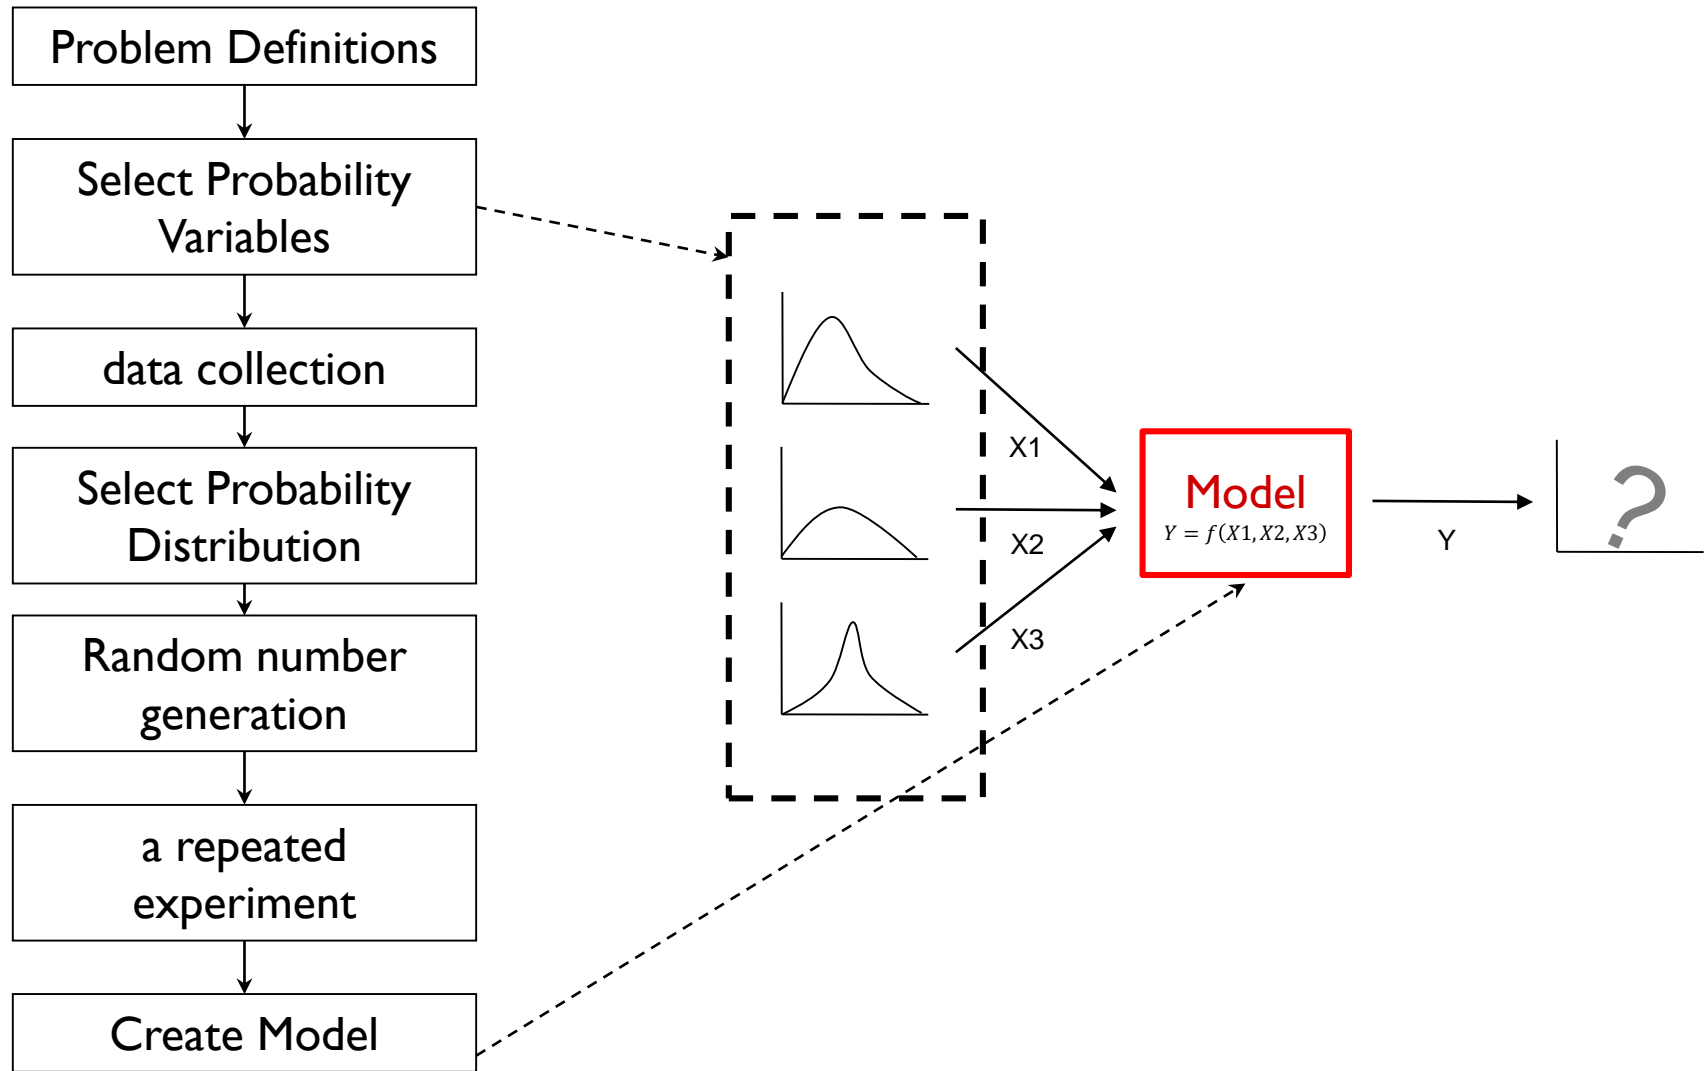 Problem Definitions
Select Probability
Variables
data collection
Select Probability
Distribution
Random number
generation
a repeated
experiment
Create Model
X1
X2
X3
Model
Y = f(X1,X2,X3)
Y
?